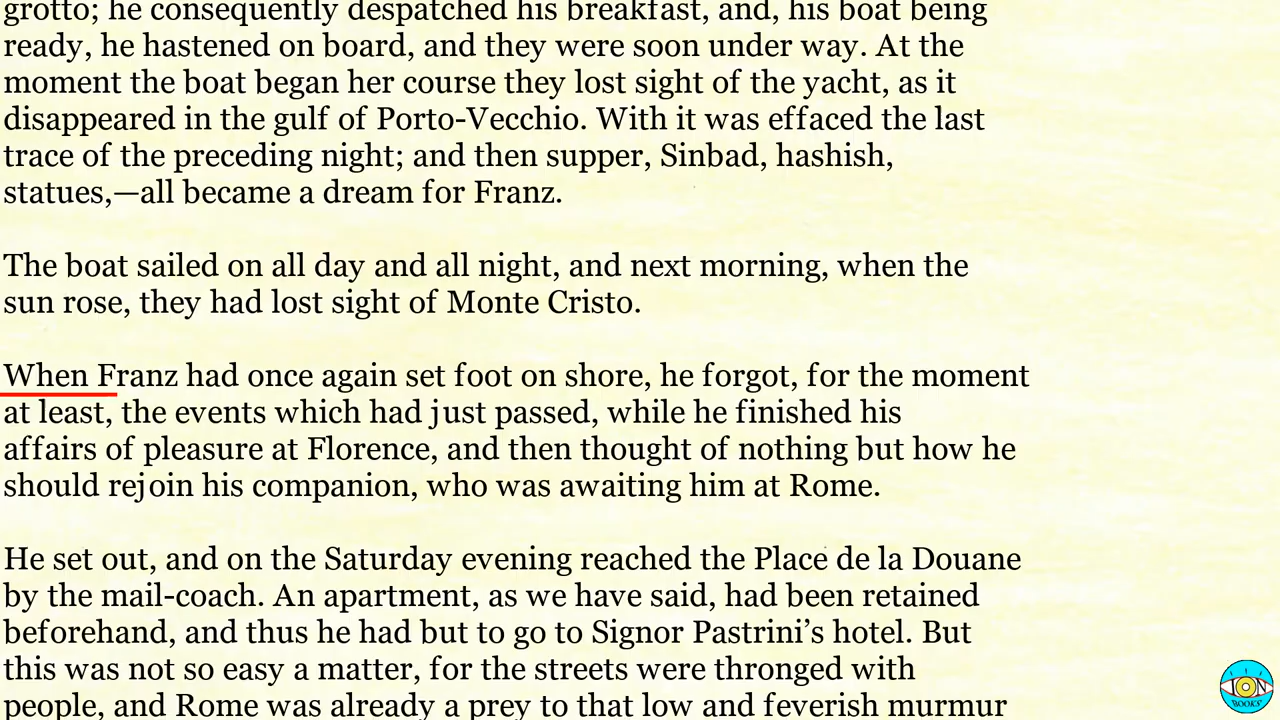 grotto; he consequently despatched his breakfast, and, his boat being
ready, he hastened on board, and they were soon under way. At the
moment the boat began her course they lost sight of the yacht, as it
disappeared in the gulf of Porto-Vecchio. With it was effaced the last
trace of the preceding night; and then supper, Sinbad, hashish,
statues,—all became a dream for Franz.
The boat sailed on all day and all night, and next morning, when the
sun rose, they had lost sight of Monte Cristo.
When Franz had once again set foot on shore, he forgot, for the moment
at least, the events which had just passed, while he finished his
affairs of pleasure at Florence, and then thought of nothing but how he
should rejoin his companion, who was awaiting him at Rome.
He set out, and on the Saturday evening reached the Place de la Douane
by the mail-coach. An apartment, as we have said, had been retained
beforehand, and thus he had but to go to Signor Pastrini’s hotel. But
this was not so easy a matter, for the streets were thronged with
people, and Rome was already a prey to that low and feverish murmur
ION
BOOKS